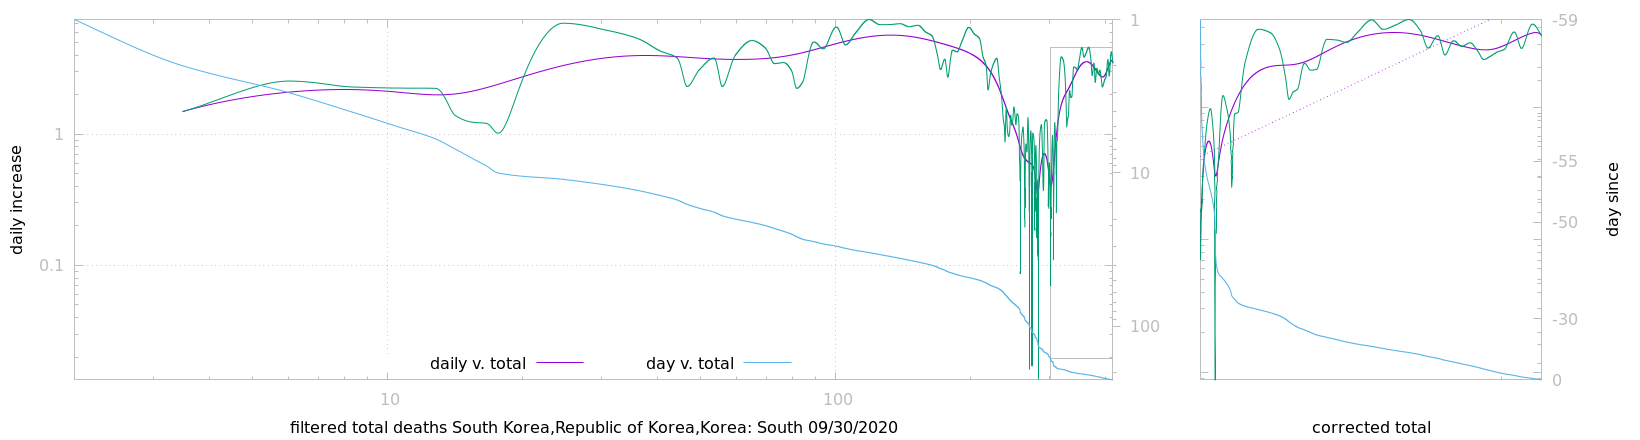 daily increase
1
0.1
10
100
1
10
100
daily v. total
day v. total
filtered total deaths South Korea,Republic of Korea,Korea: South 09/30/2020
-59
-55
-50
-30
0
day since
corrected total